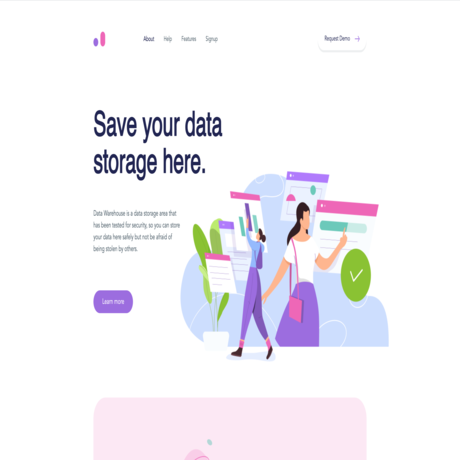 About Help Features Signup Request Demo
Save your data
storage here.
Data Warehouse is a data storage area that
has been tested for security, so you can store
your data here safely but not be afraid of
being stolen by others.
Learn more